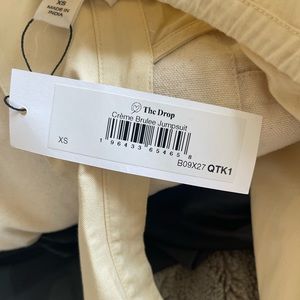 XS
MADE IN
INDIA
The Drop
Crème Brulee Jumpsuit
XS
1 96433 65465 8
B09X27 QTK1